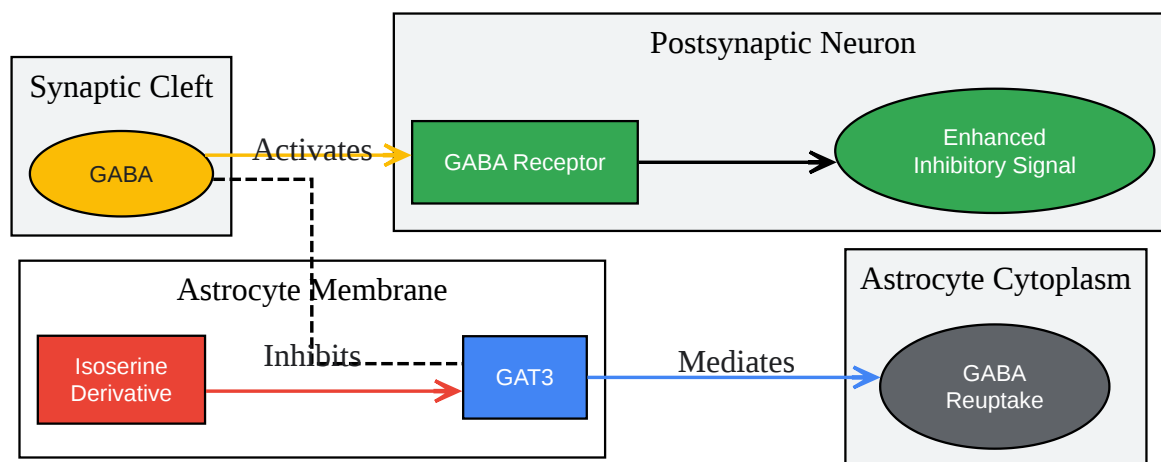 Postsynaptic Neuron
Synaptic Cleft
GABA
Activates
GABA Receptor
Enhanced
Inhibitory Signal
Astrocyte Membrane
Isoserine
Derivative
Inhibits
GAT3
Mediates
Astrocyte Cytoplasm
GABA
Reuptake